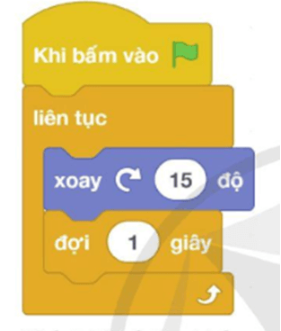 Khi bấm vào
liên tục
xoay 15 độ
đợi 1 giây